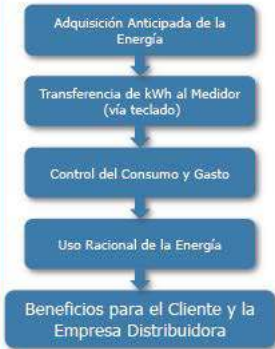 Adquisición Anticipada de la
Energía
Transferencia de kWh al Medidor
(vía teclado)
Control del Consumo y Gasto
Uso Racional de la Energía
Beneficios para el Cliente y la
Empresa Distribuidora